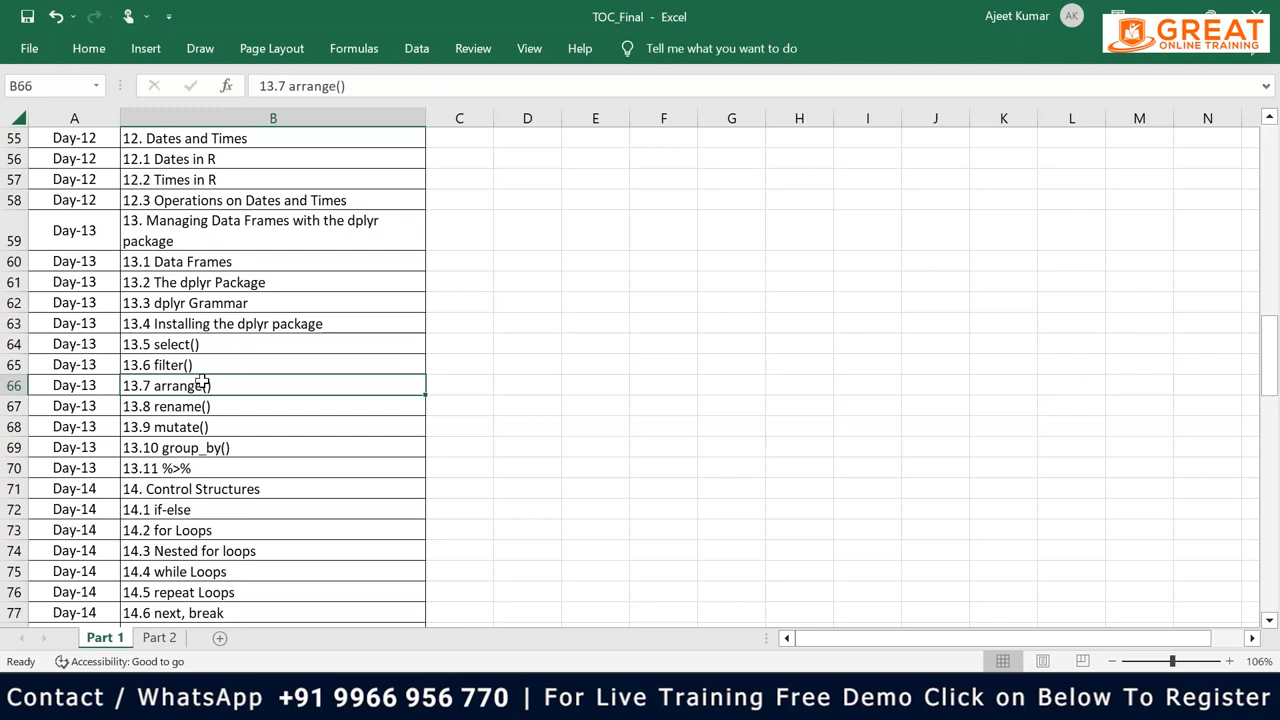 TOC_Final - Excel
Ajeet Kumar AK
GREAT
ONLINE TRAINING
File Home Insert Draw Page Layout Formulas Data Review View Help Tell me what you want to do
B66 fx 13.7 arrange()
A B C D E F G H I J K L M N
55 Day-12 12. Dates and Times
56 Day-12 12.1 Dates in R
57 Day-12 12.2 Times in R
58 Day-12 12.3 Operations on Dates and Times
59 Day-13 13. Managing Data Frames with the dplyr
package
60 Day-13 13.1 Data Frames
61 Day-13 13.2 The dplyr Package
62 Day-13 13.3 dplyr Grammar
63 Day-13 13.4 Installing the dplyr package
64 Day-13 13.5 select()
65 Day-13 13.6 filter()
66 Day-13 13.7 arrange()
67 Day-13 13.8 rename()
68 Day-13 13.9 mutate()
69 Day-13 13.10 group_by()
70 Day-13 13.11 %>%
71 Day-14 14. Control Structures
72 Day-14 14.1 if-else
73 Day-14 14.2 for Loops
74 Day-14 14.3 Nested for loops
75 Day-14 14.4 while Loops
76 Day-14 14.5 repeat Loops
77 Day-14 14.6 next, break
Part 1 Part 2
Ready Accessibility: Good to go 106%
Contact / WhatsApp +91 9966 956 770 | For Live Training Free Demo Click on Below To Register